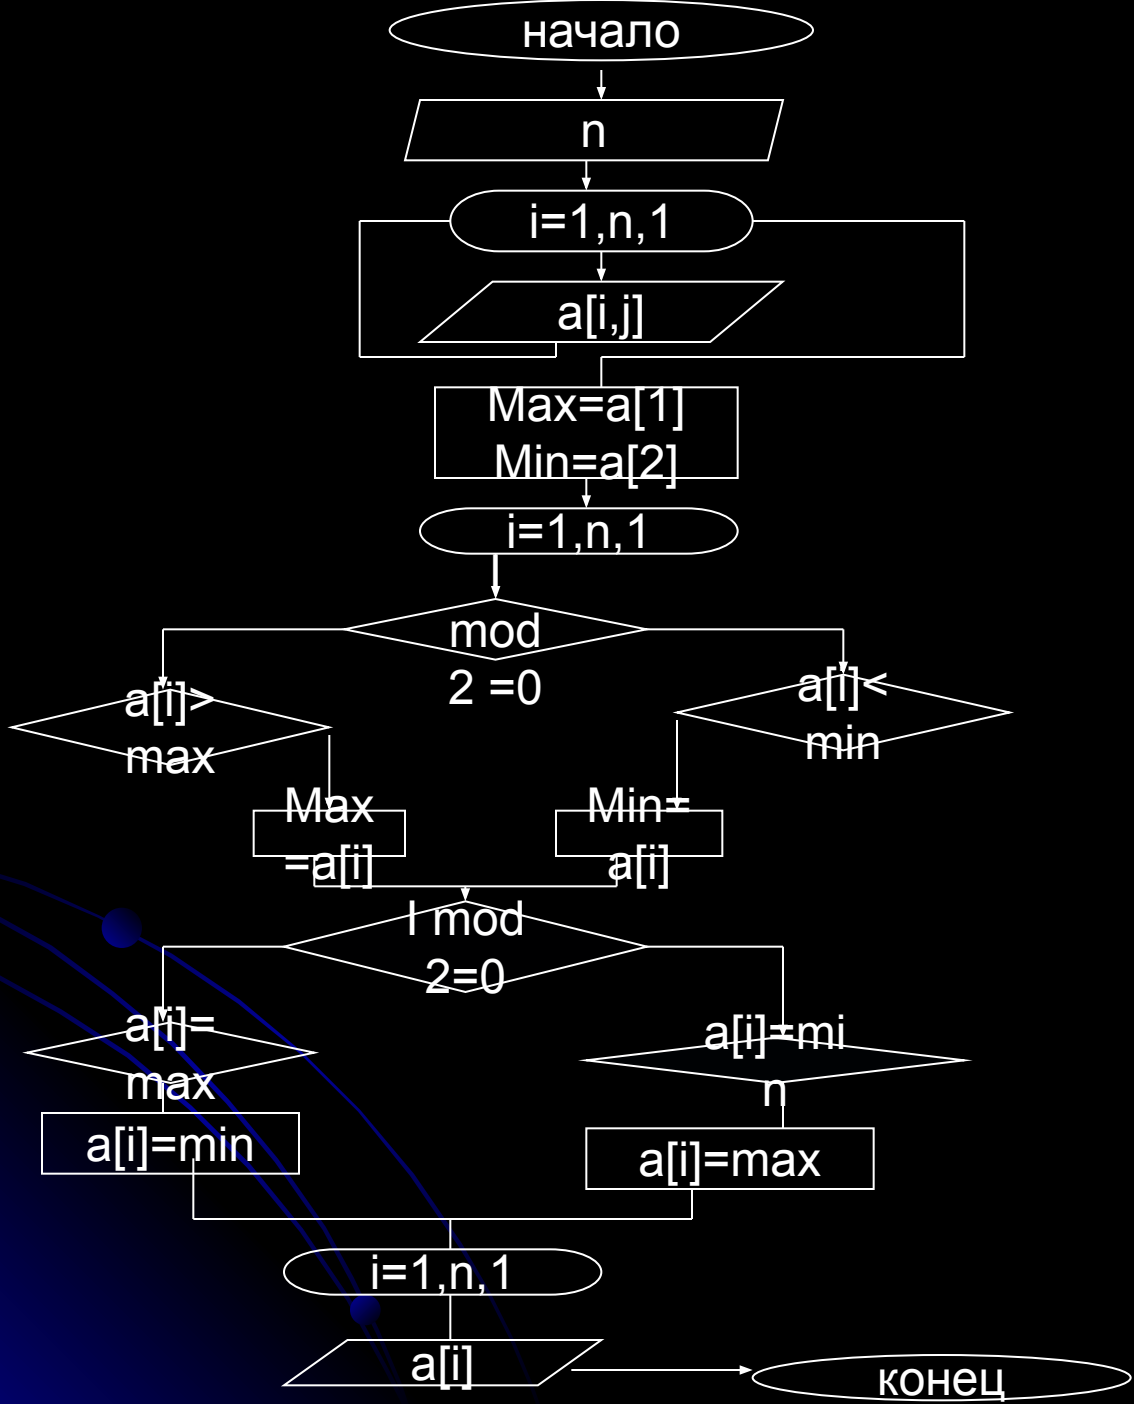 начало
n
i=1,n,1
a[i,j]
Max=a[1]
Min=a[2]
i=1,n,1
mod
2 =0
a[i]>
max
a[i]<
min
Max
=a[i]
Min=
a[i]
I mod
2=0
a[i]=
max
a[i]=mi
n
a[i]=min
a[i]=max
i=1,n,1
a[i]
конец